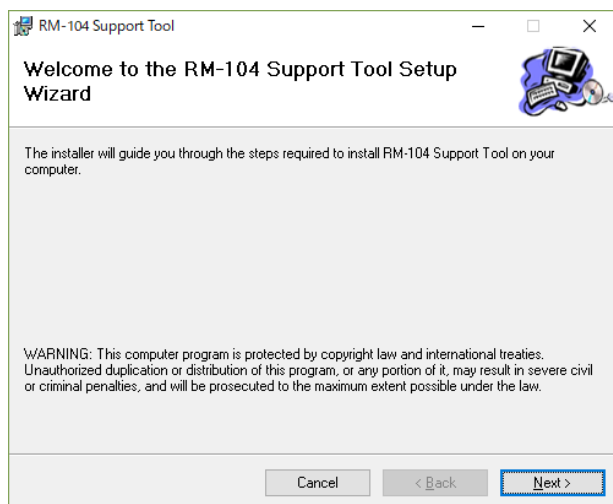 RM-104 Support Tool
Welcome to the RM-104 Support Tool Setup
Wizard
The installer will guide you through the steps required to install RM-104 Support Tool on your
computer.
WARNING: This computer program is protected by copyright law and international treaties.
Unauthorized duplication or distribution of this program, or any portion of it, may result in severe civil
or criminal penalties, and will be prosecuted to the maximum extent possible under the law.
Cancel
< Back
Next >